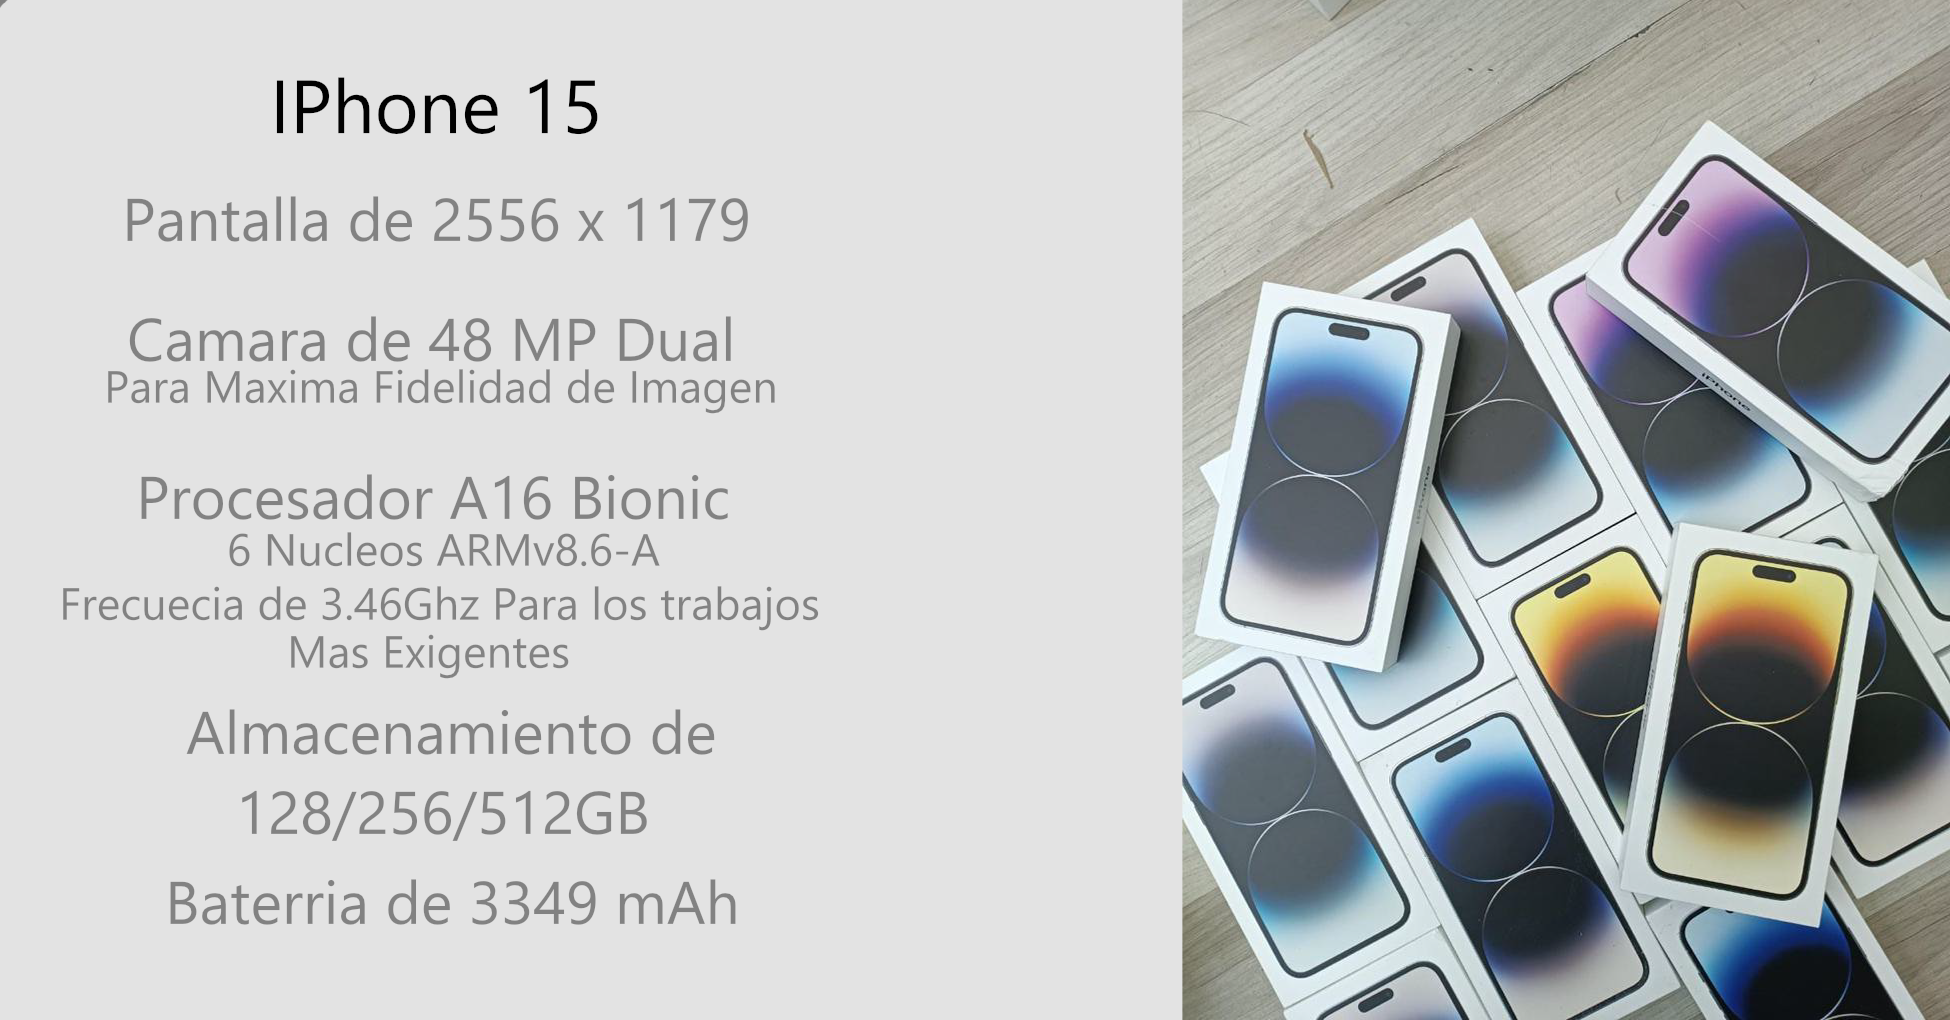 IPhone 15
Pantalla de 2556 x 1179
Camara de 48 MP Dual
Para Maxima Fidelidad de Imagen
Procesador A16 Bionic
6 Nucleos ARMv8.6-A
Frecuecia de 3.46Ghz Para los trabajos
Mas Exigentes
Almacenamiento de
128/256/512GB
Baterria de 3349 mAh
iPhone
iPhone